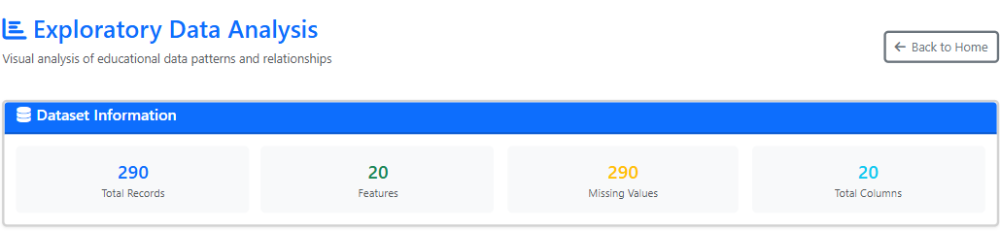 Exploratory Data Analysis
Visual analysis of educational data patterns and relationships
Back to Home
Dataset Information
290
Total Records
20
Features
290
Missing Values
20
Total Columns